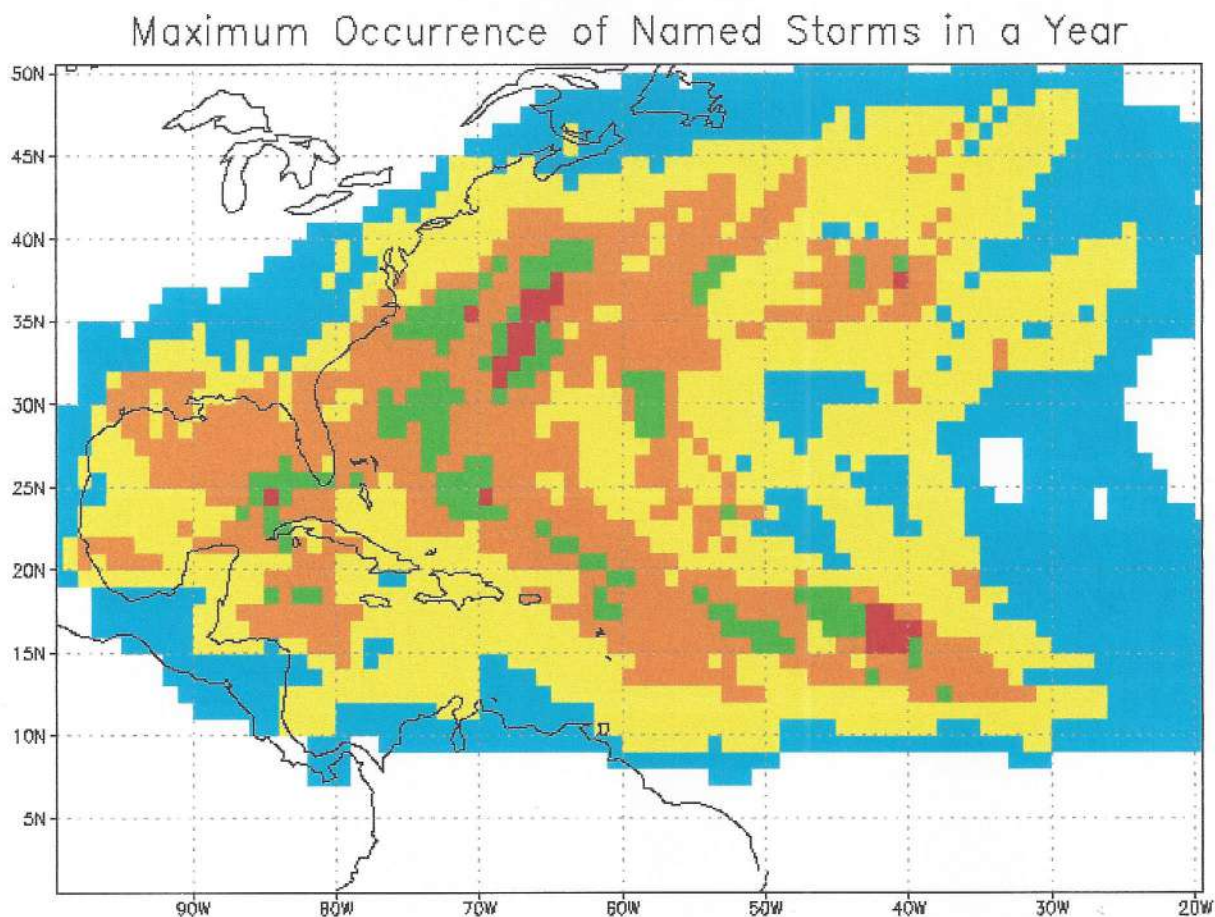 Maximum Occurrence of Named Storms in a Year
50N
45N
40N
35N
30N
25N
20N
15N
10N
5N
90W 80W 70W 60W 50W 40W 30W 20W